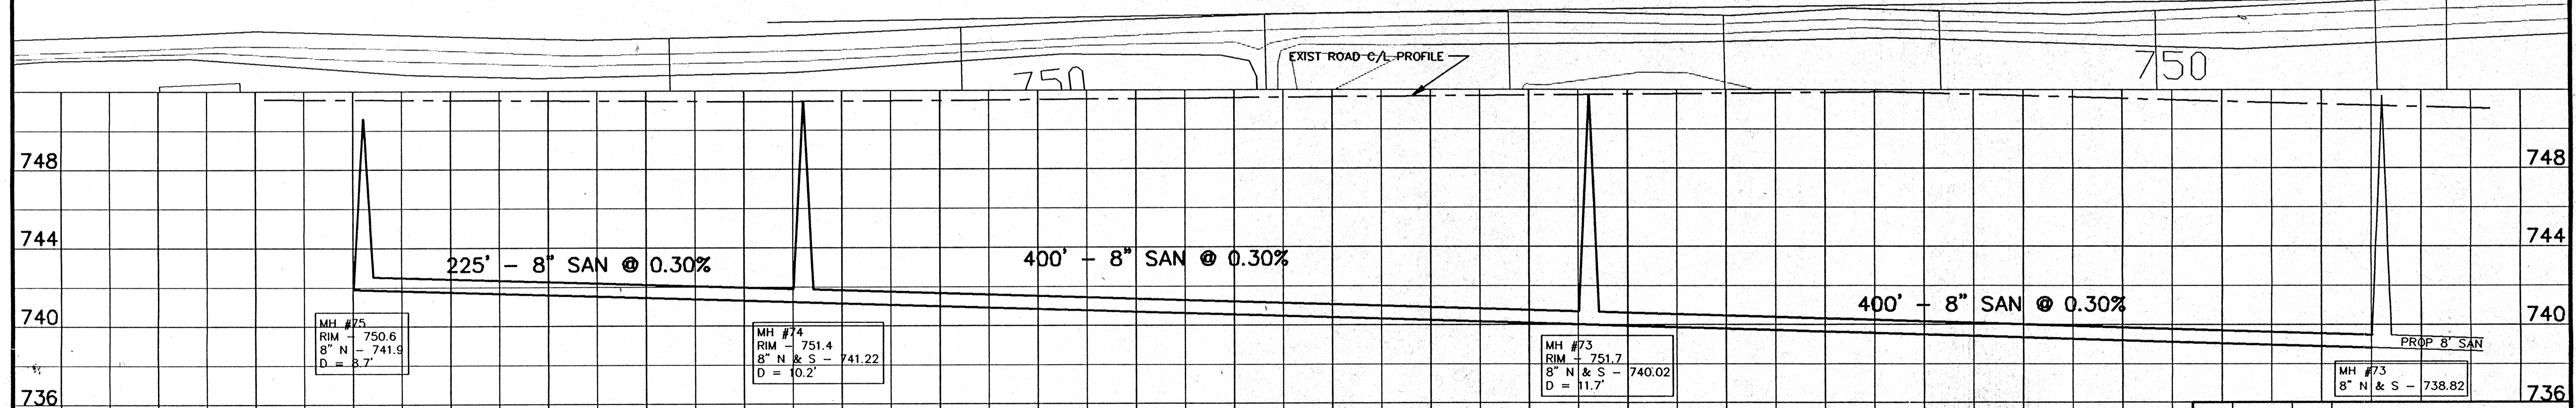 EXIST ROAD C/L PROFILE
750
750
748
748
744
744
225' - 8" SAN @ 0.30%
400' - 8" SAN @ 0.30%
400' - 8" SAN @ 0.30%
740
740
MH #75
RIM - 750.6
8" N - 741.9
D = 8.7'
MH #74
RIM - 751.4
8" N & S - 741.22
D = 10.2'
MH #73
RIM - 751.7
8" N & S - 740.02
D = 11.7'
PROP 8' SAN
MH #73
8" N & S - 738.82
736
736